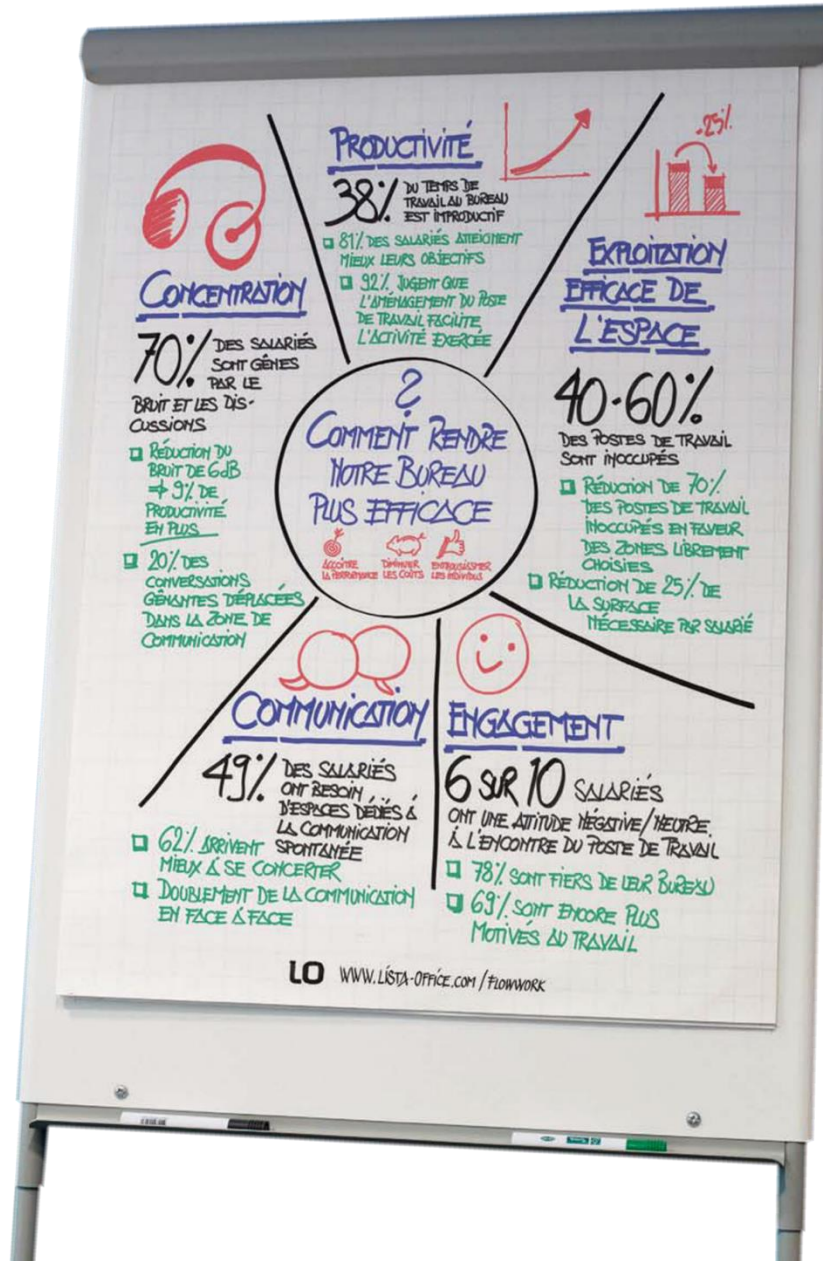 PRODUCTIVITÉ
38% DU TEMPS DE
TRAVAIL AU BUREAU
EST IMPRODUCTIF
81% DES SALARIÉS ATTEIGNENT
MIEUX LEURS OBJECTIFS
92% JUGENT QUE
L'AMÉNAGEMENT DU POSTE
DE TRAVAIL FACILITE
L'ACTIVITÉ EXERCÉE
-25%
EXPLOITATION
EFFICACE DE
L'ESPACE
40-60%
DES POSTES DE TRAVAIL
SONT INOCCUPÉS
RÉDUCTION DE 70%
DES POSTES DE TRAVAIL
INOCCUPÉS EN FAVEUR
DES ZONES LIBREMENT
CHOISIES
RÉDUCTION DE 25% DE
LA SURFACE
NÉCESSAIRE PAR SALARIÉ
CONCENTRATION
70% DES SALARIÉS
SONT GÊNÉS
PAR LE
BRUIT ET LES DIS-
CUSSIONS
RÉDUCTION DU
BRUIT DE 6dB
⇒ 9% DE
PRODUCTIVITÉ
EN PLUS
20% DES
CONVERSATIONS
GÊNANTES DÉPLACÉES
DANS LA ZONE DE
COMMUNICATION
?
COMMENT RENDRE
NOTRE BUREAU
PLUS EFFICACE
ACCOÎTRE
LA PERFORMANCE
DIMINUER
LES COÛTS
ENTHOUSIASMER
LES INDIVIDUS
COMMUNICATION
49% DES SALARIÉS
ONT BESOIN
D'ESPACES DÉDIÉS À
LA COMMUNICATION
SPONTANÉE
62% ARRIVENT
MIEUX À SE CONCERTER
DOUBLEMENT DE LA COMMUNICATION
EN FACE À FACE
ENGAGEMENT
6 SUR 10 SALARIÉS
ONT UNE ATTITUDE NÉGATIVE/NEUTRE
À L'ENCONTRE DU POSTE DE TRAVAIL
78% SONT FIERS DE LEUR BUREAU
69% SONT ENCORE PLUS
MOTIVÉS AU TRAVAIL
LO WWW.LISTA-OFFICE.COM/FLOWWORK